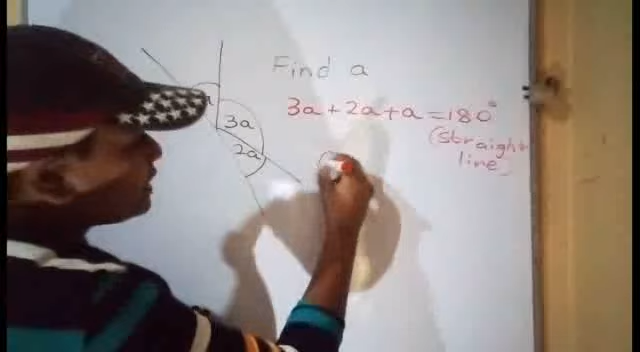 Find a
3a + 2a + a = 180°
(straight
line)
a
3a
2a